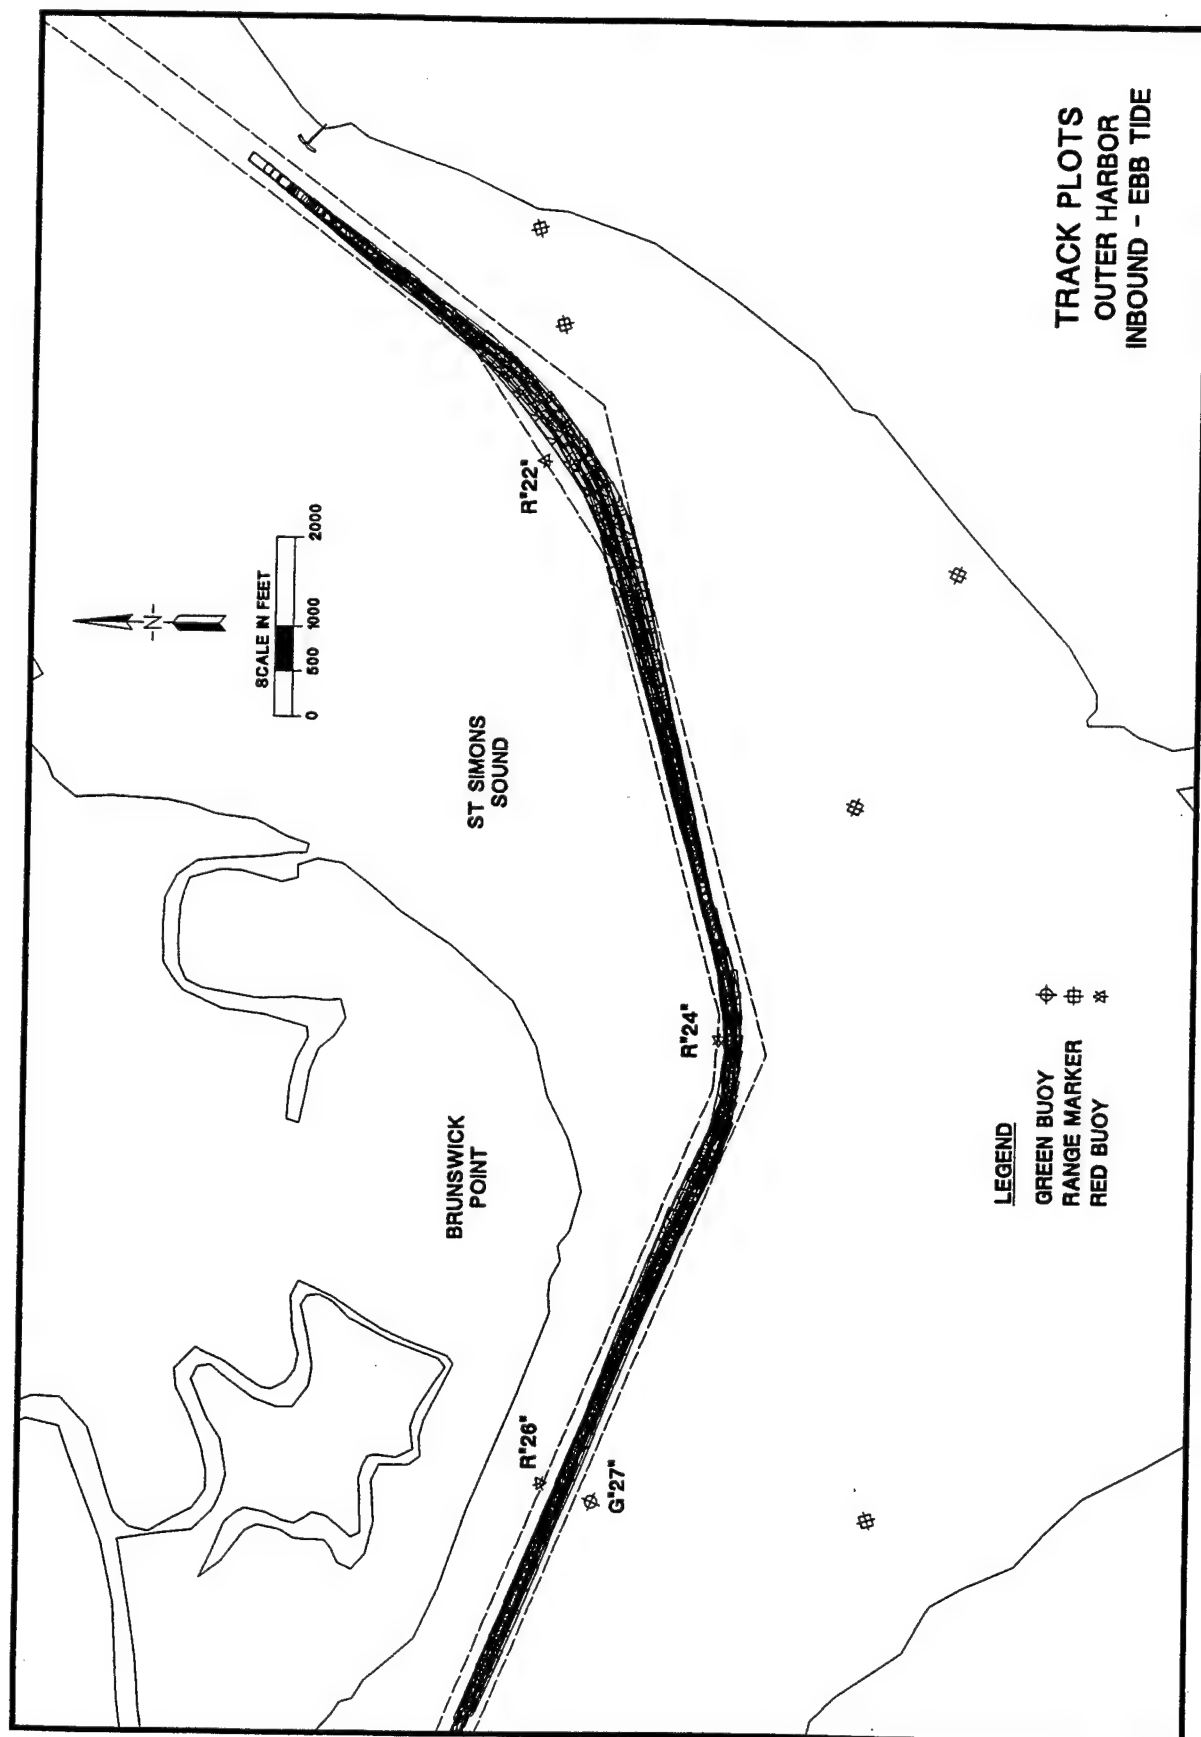 TRACK PLOTS
OUTER HARBOR
INBOUND - EBB TIDE
SCALE IN FEET
0 500 1000 2000
-N-
R"22"
ST SIMONS
SOUND
R"24"
BRUNSWICK
POINT
R"26"
G"27"
LEGEND
GREEN BUOY
RANGE MARKER
RED BUOY